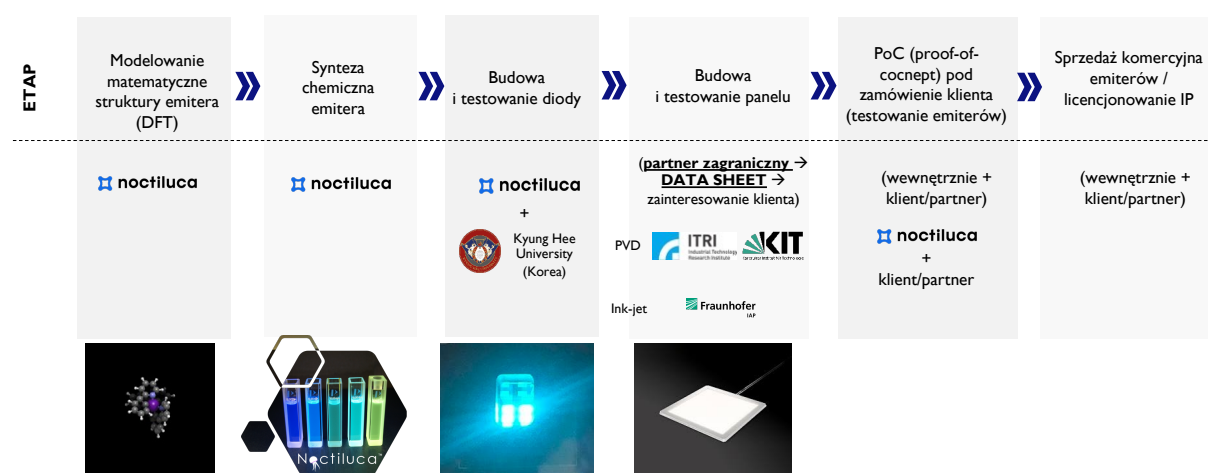 ETAP
Modelowanie
matematyczne
struktury emitera
(DFT)
Synteza
chemiczna
emitera
Budowa
i testowanie diody
Budowa
i testowanie panelu
PoC (proof-of-
cocnept) pod
zamówienie klienta
(testowanie emiterów)
Sprzedaż komercyjna
emiterów /
licencjonowanie IP
noctiluca
noctiluca
noctiluca
+
Kyung Hee
University
(Korea)
(partner zagraniczny →
DATA SHEET →
zainteresowanie klienta)
PVD
ITRI
Industrial Technology
Research Institute
KIT
Ink-jet
Fraunhofer
IAP
(wewnętrznie +
klient/partner)
noctiluca
+
klient/partner
(wewnętrznie +
klient/partner)
Noctiluca